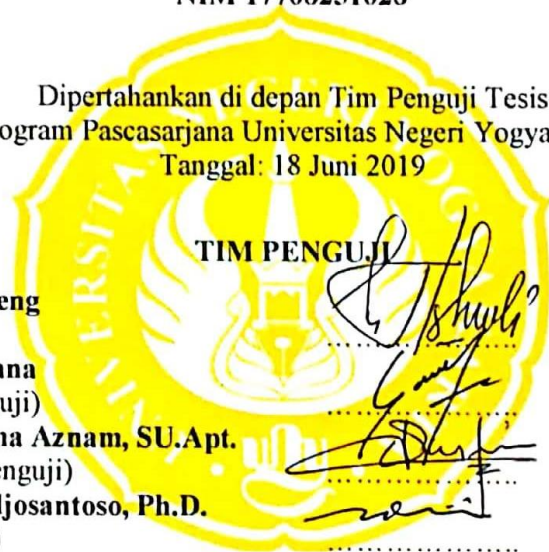 Dipertahankan di depan Tim Penguji Tesis
ogram Pascasarjana Universitas Negeri Yogya
Tanggal: 18 Juni 2019
TIM PENGUJI
eng
ana
uji)
na Aznam, SU.Apt.
enguji)
djosantoso, Ph.D.